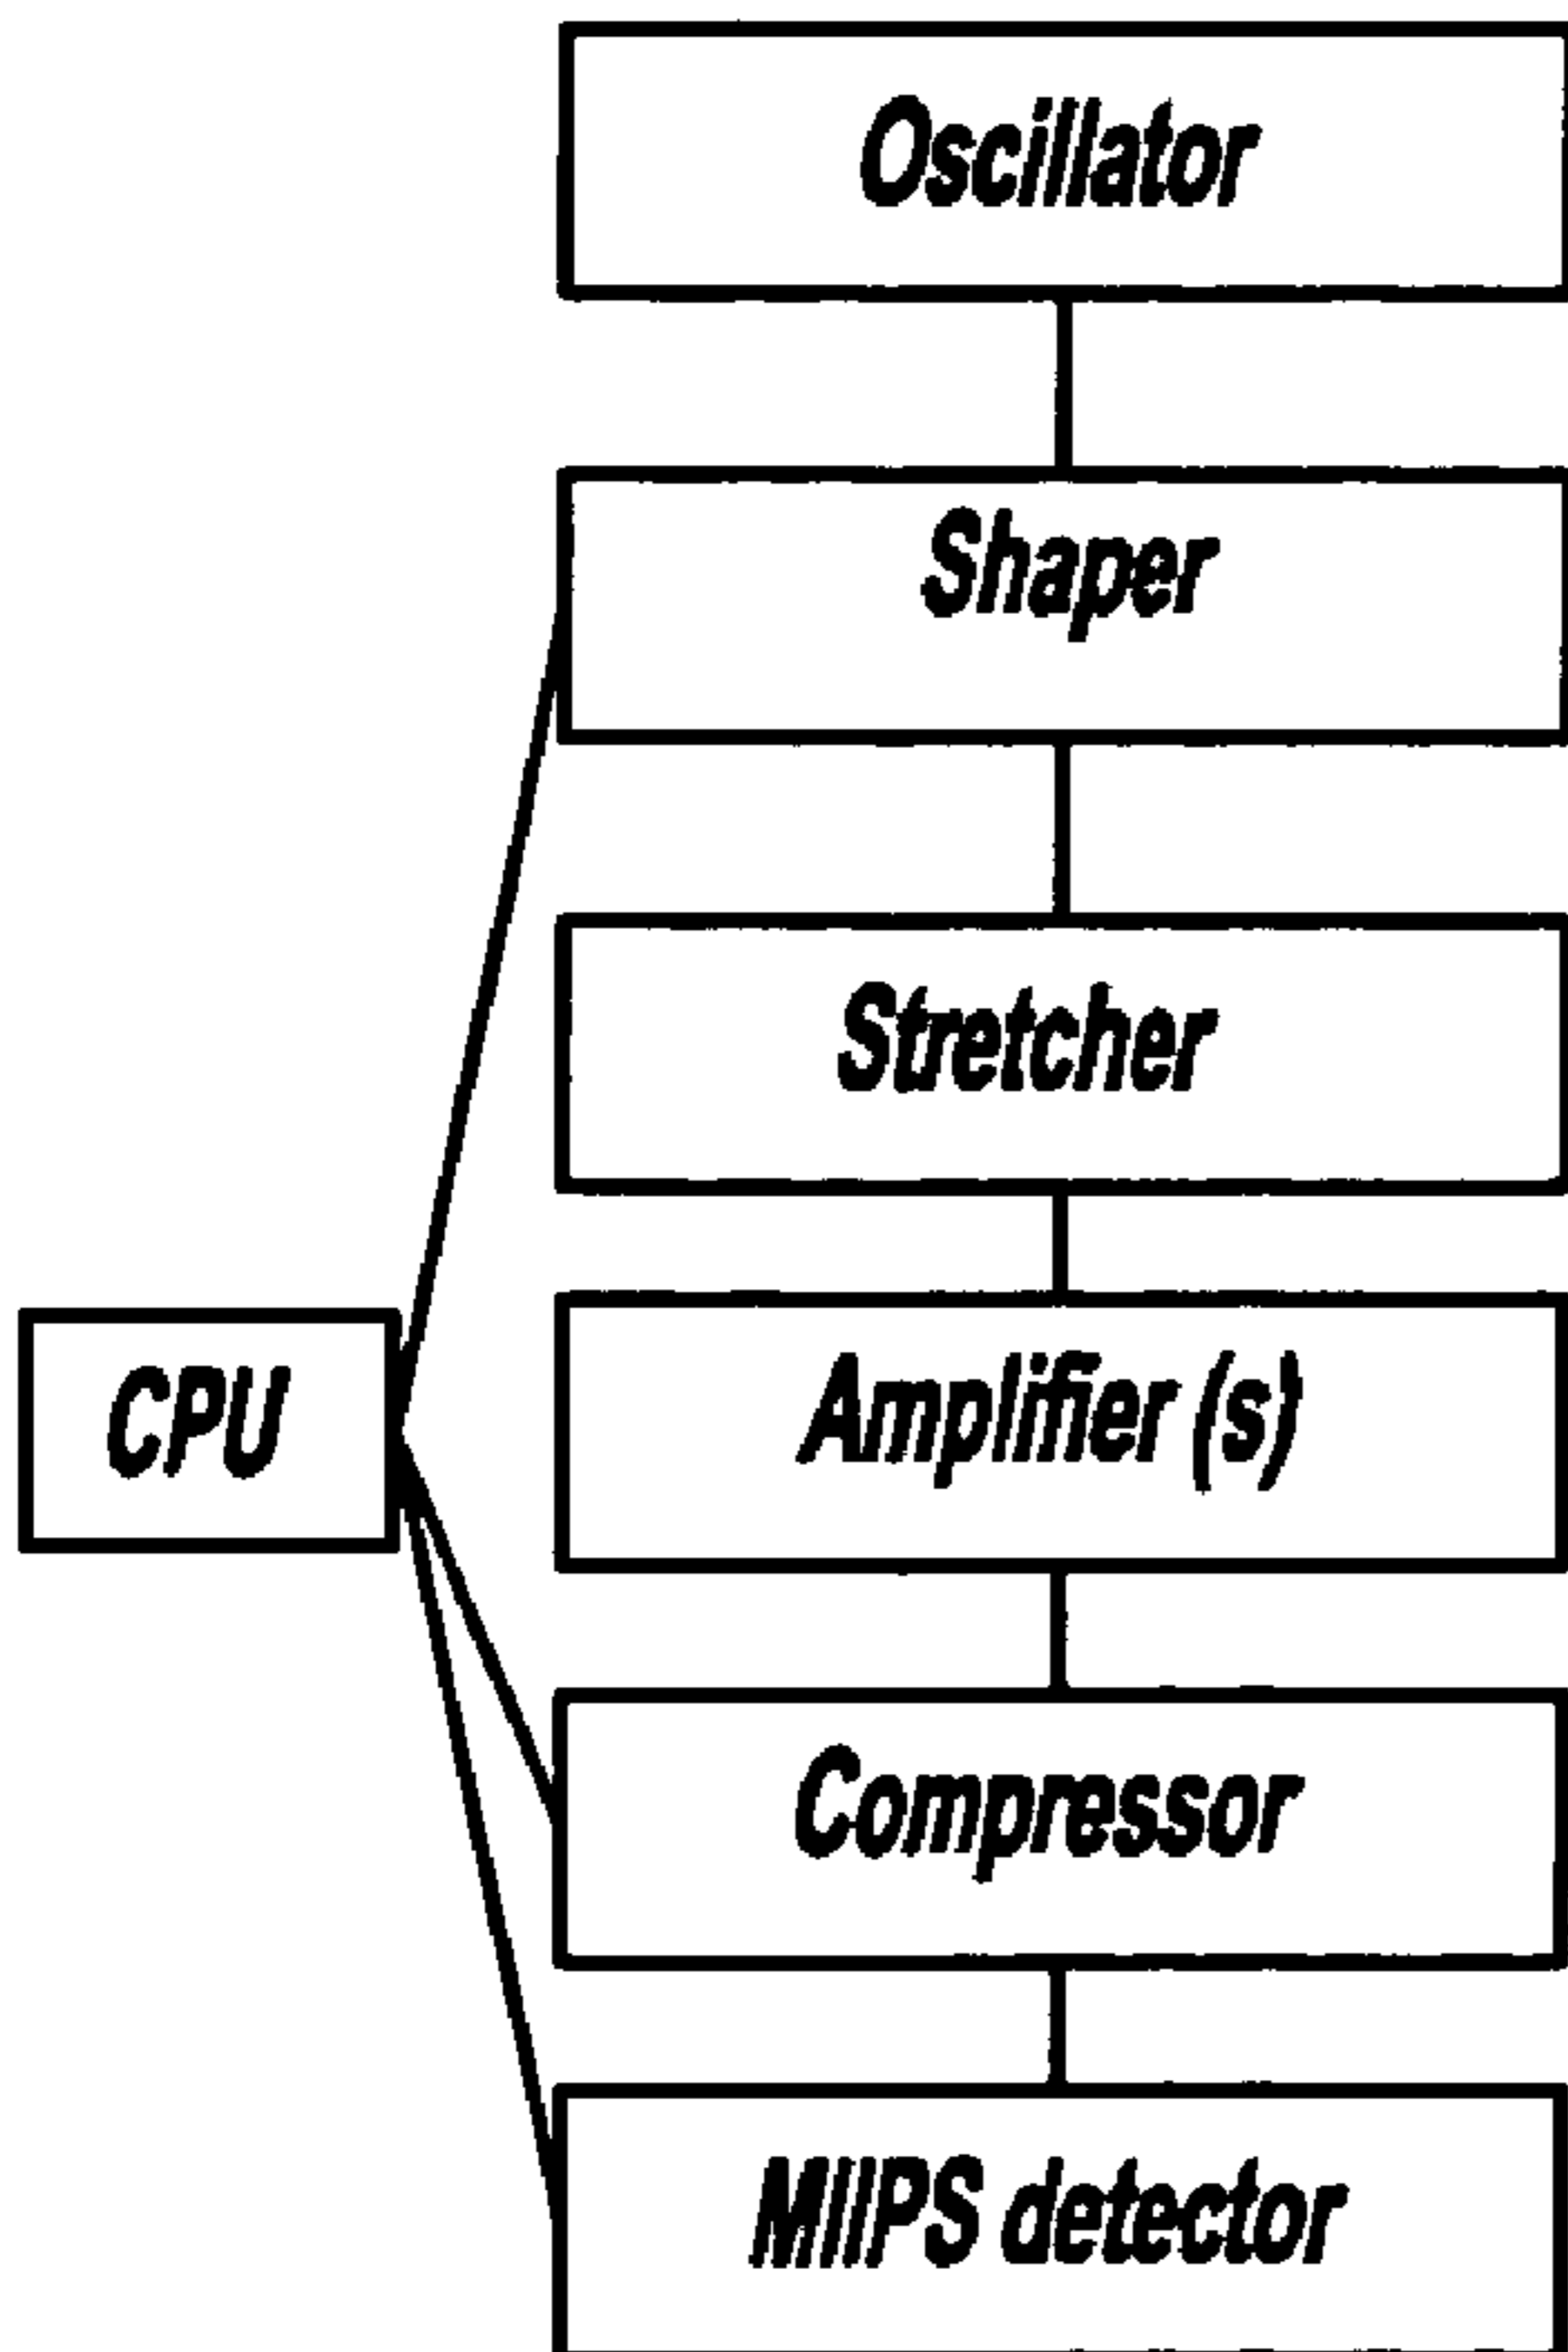 Oscillator
Shaper
Stretcher
Amplifier (s)
CPU
Compressor
MIIPS detector